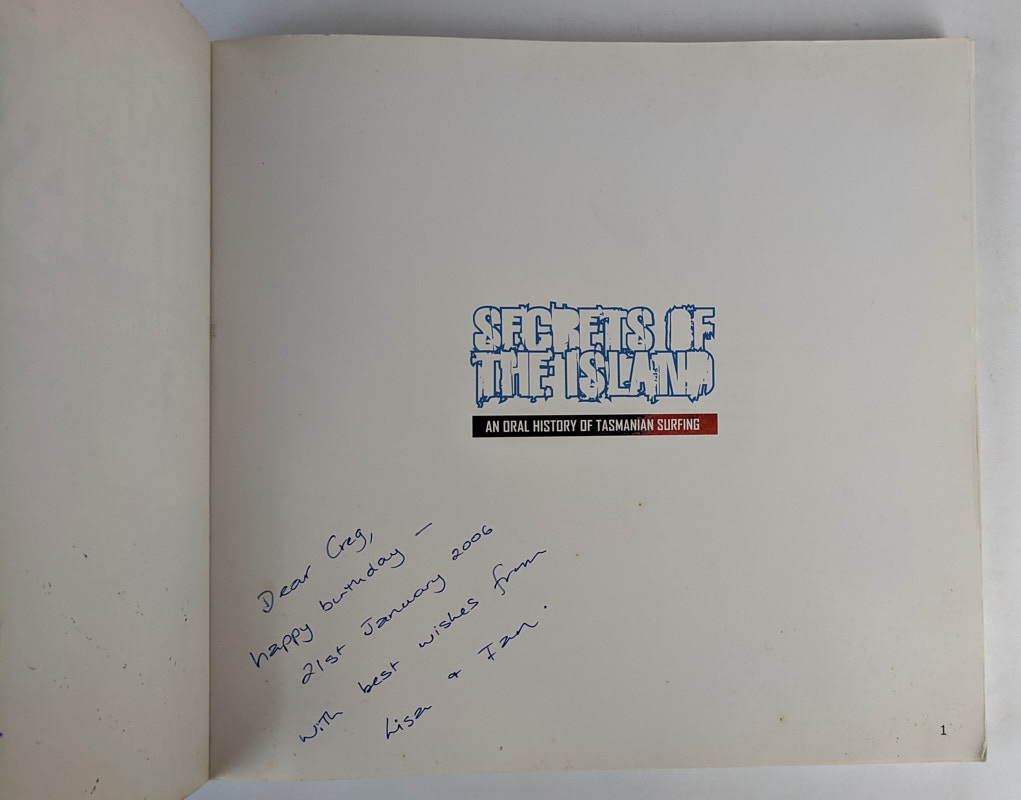 SECRETS OF
THE ISLAND
AN ORAL HISTORY OF TASMANIAN SURFING
Dear Greg,
happy birthday —
21st January 2006
with best wishes from
Lisa & Ian.
1